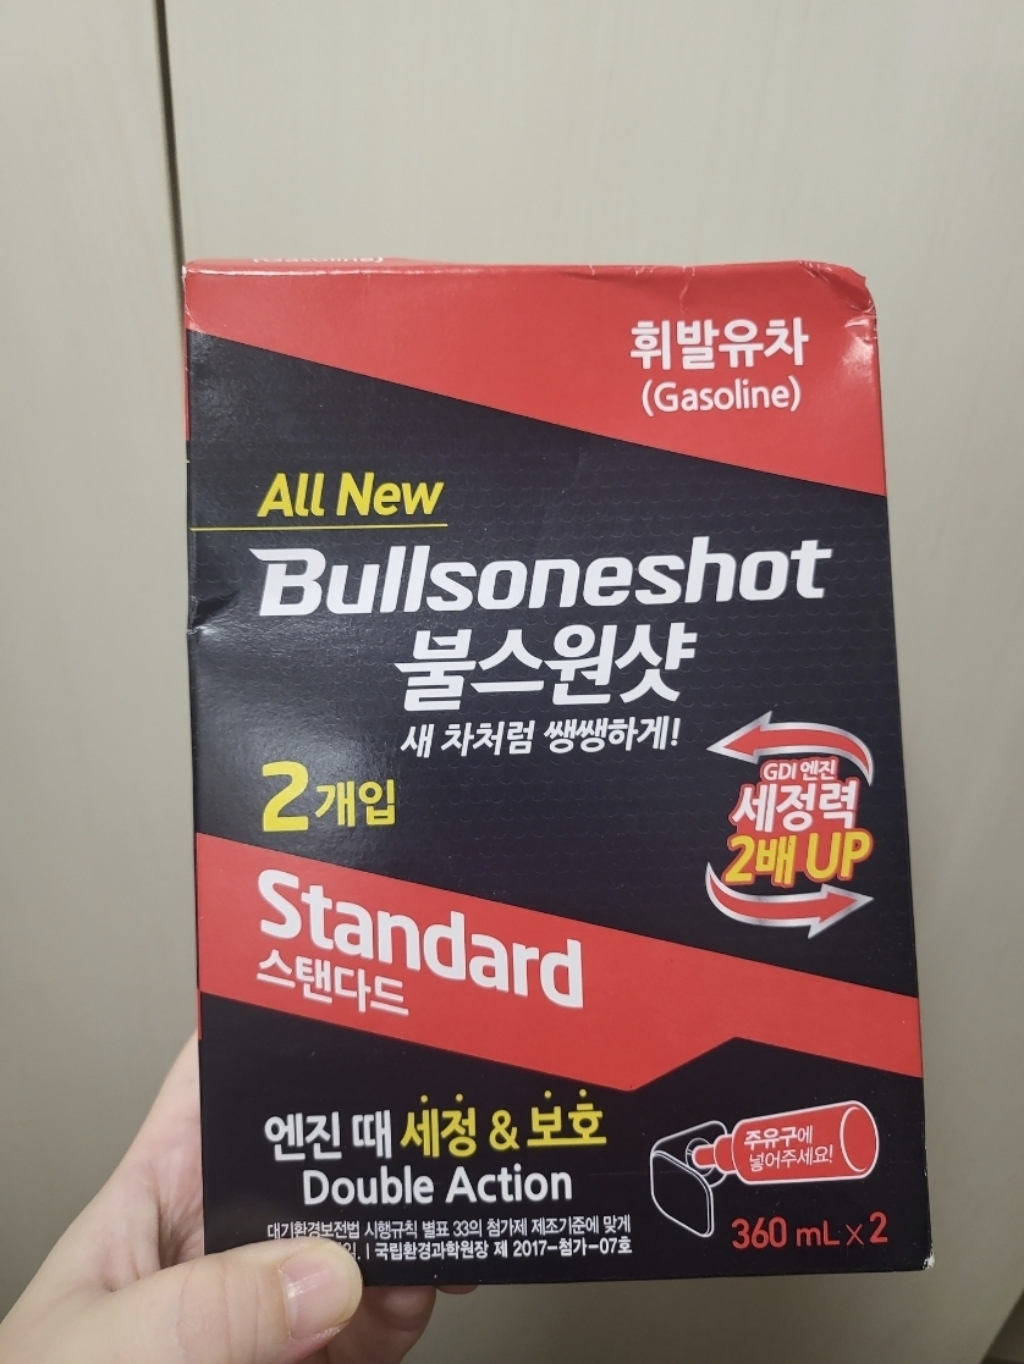 휘발유차
(Gasoline)
All New
Bullsoneshot
불스원샷
새 차처럼 쌩쌩하게!
2개입
GDI 엔진
세정력
2배 UP
Standard
스탠다드
엔진 때 세정 & 보호
Double Action
주유구에
넣어주세요!
대기환경보전법 시행규칙 별표 33의 첨가제 제조기준에 맞게
| 국립환경과학원장 제 2017-첨가-07호
360 mL x 2